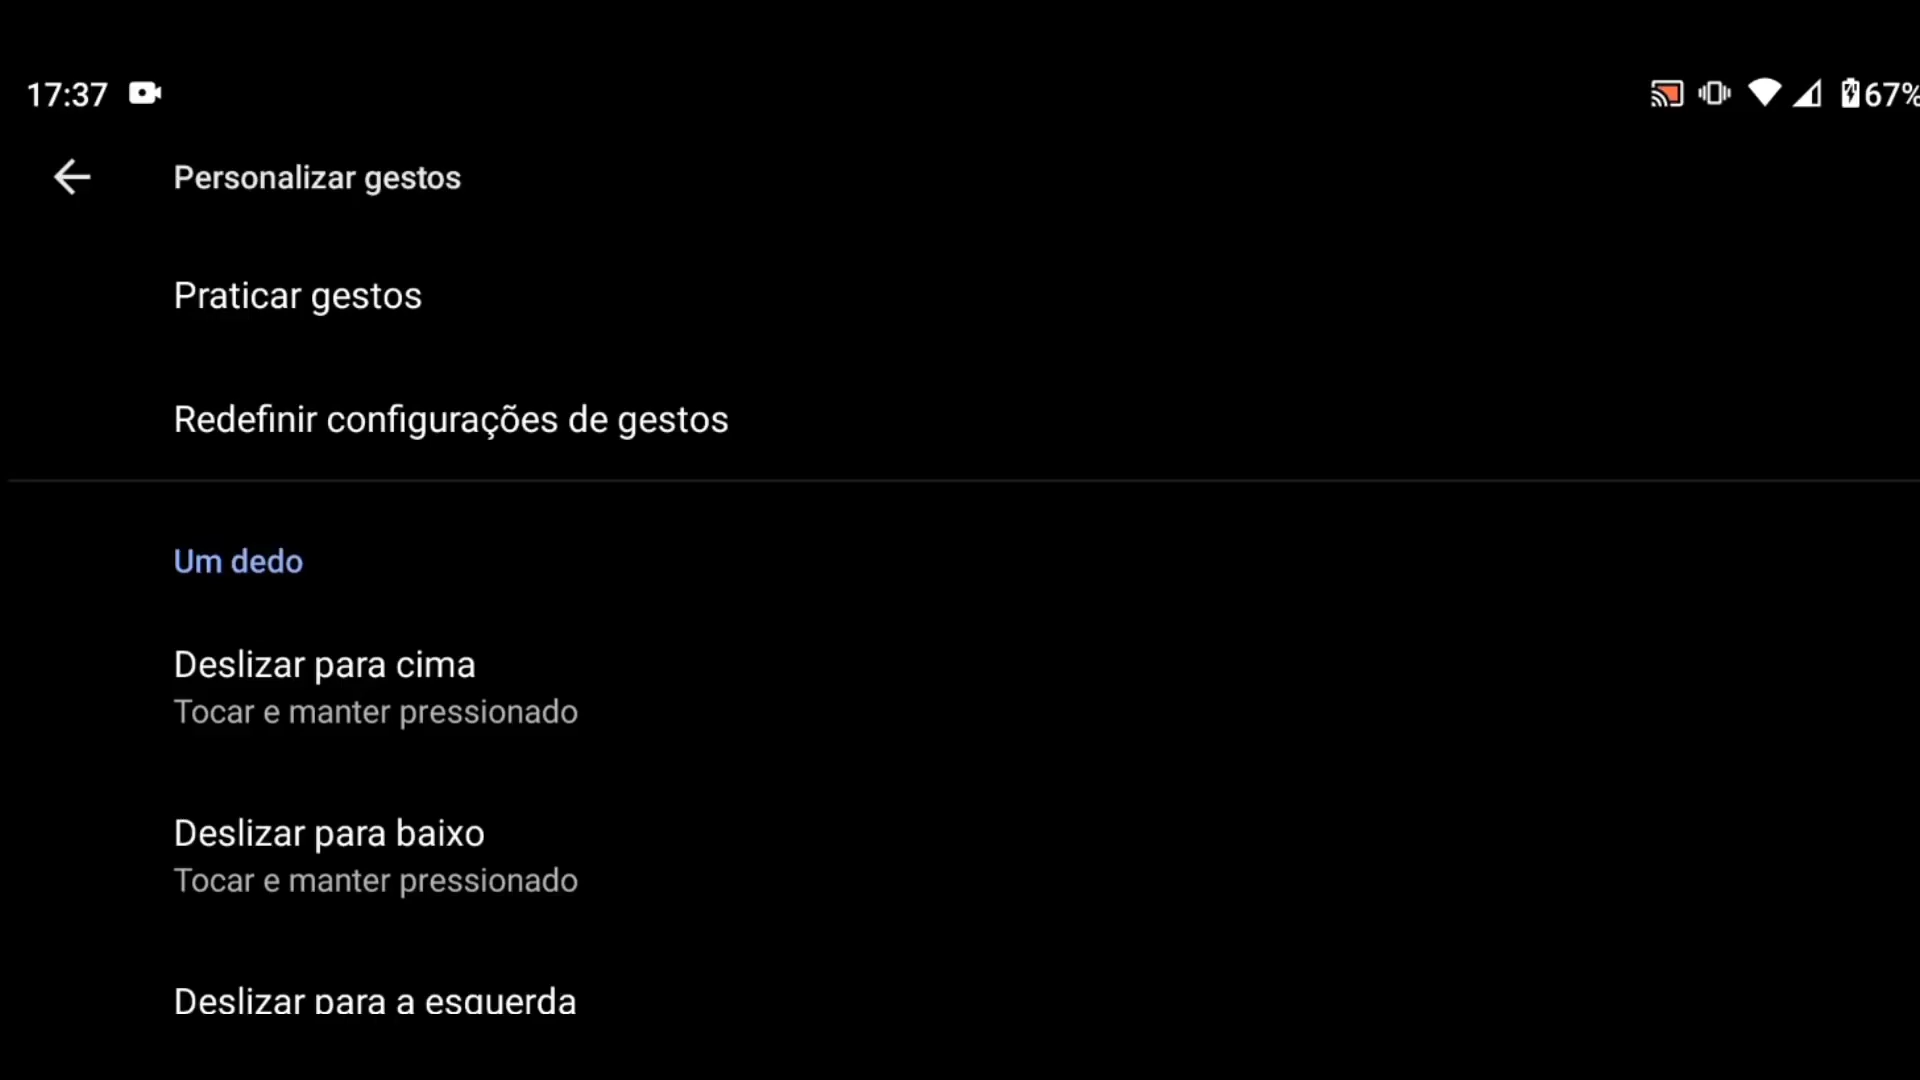 17:37
67%
Personalizar gestos
Praticar gestos
Redefinir configurações de gestos
Um dedo
Deslizar para cima
Tocar e manter pressionado
Deslizar para baixo
Tocar e manter pressionado
Deslizar para a esquerda